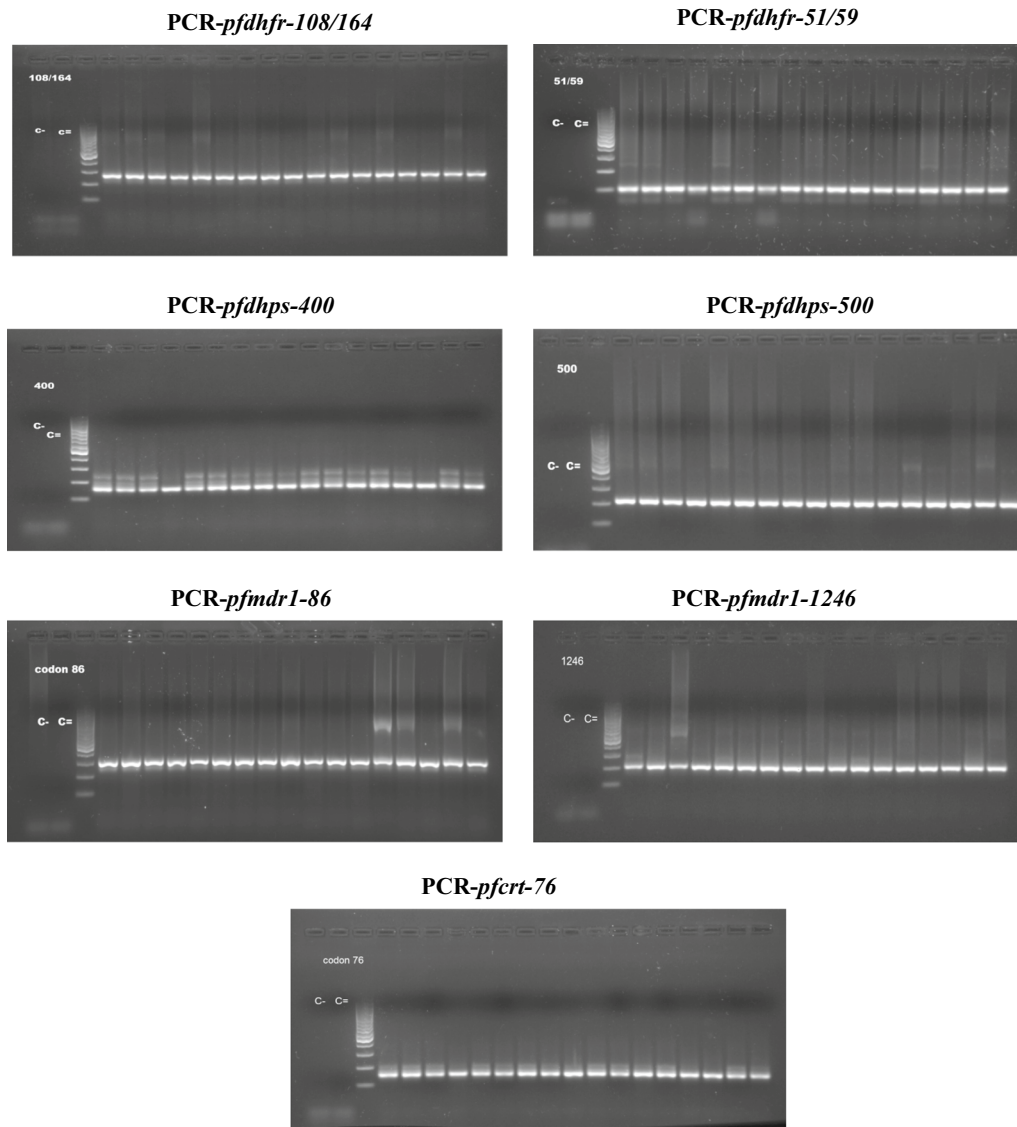 PCR-pfdhfr-108/164
PCR-pfdhfr-51/59
108/164
c- c=
51/59
C- C=
PCR-pfdhps-400
PCR-pfdhps-500
400
C-
C=
500
C- C=
PCR-pfmdr1-86
PCR-pfmdr1-1246
codon 86
C- C=
1246
C- C=
PCR-pfcrt-76
codon 76
C- C=